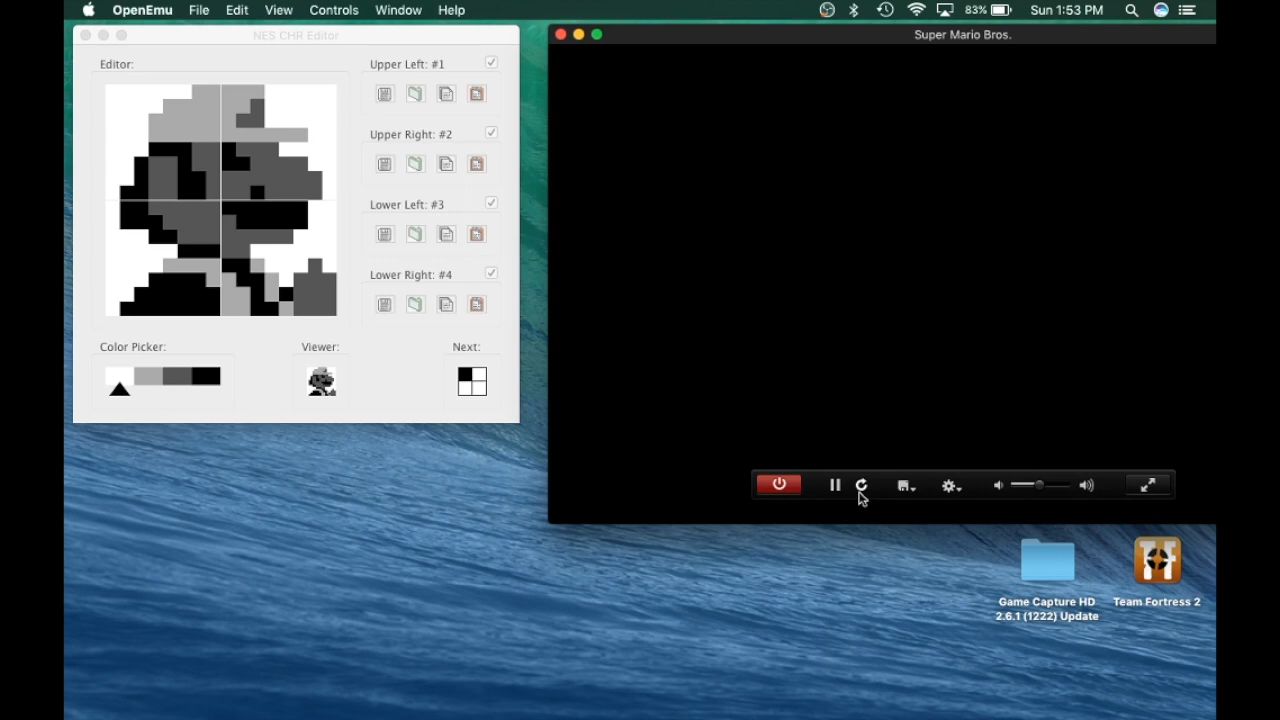 OpenEmu File Edit View Controls Window Help 83% Sun 1:53 PM
NES CHR Editor
Super Mario Bros.
Editor:
Upper Left: #1
Upper Right: #2
Lower Left: #3
Lower Right: #4
Color Picker:
Viewer:
Next:
Game Capture HD
2.6.1 (1222) Update
Team Fortress 2